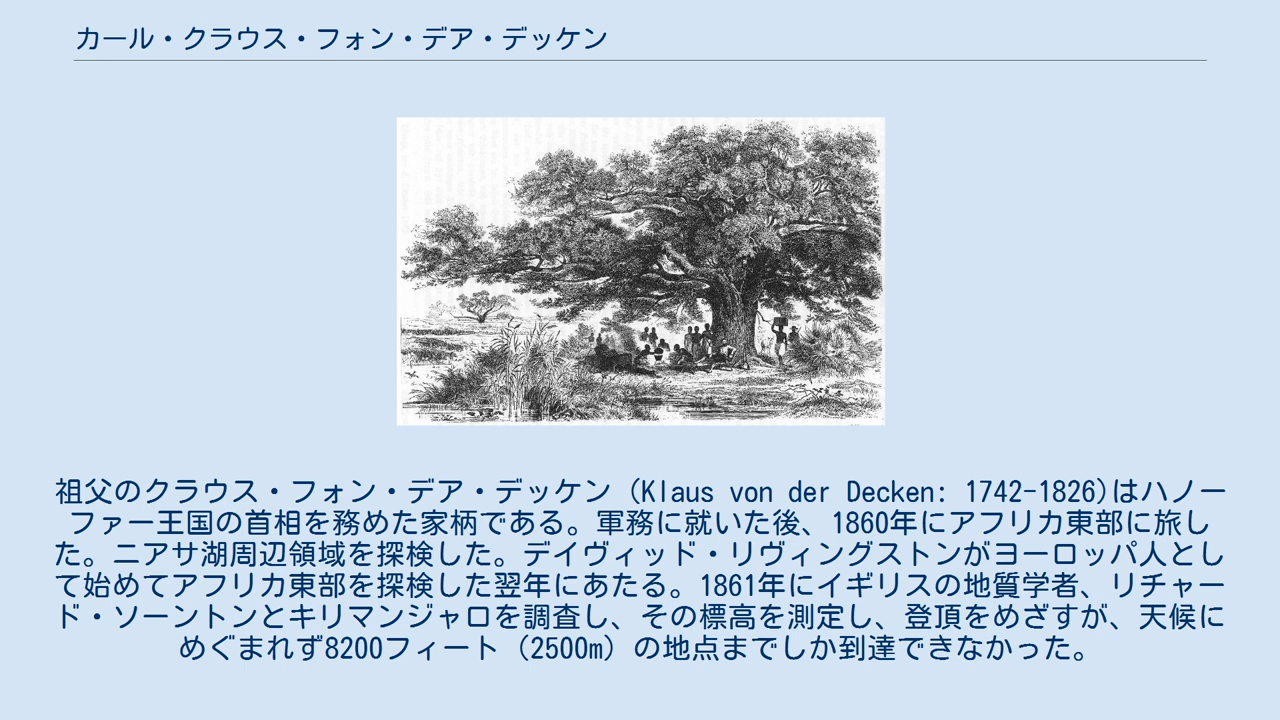 カール・クラウス・フォン・デア・デッケン
祖父のクラウス・フォン・デア・デッケン（Klaus von der Decken: 1742-1826)はハノー
ファー王国の首相を務めた家柄である。軍務に就いた後、1860年にアフリカ東部に旅し
た。ニアサ湖周辺領域を探検した。デイヴィッド・リヴィングストンがヨーロッパ人とし
て始めてアフリカ東部を探検した翌年にあたる。1861年にイギリスの地質学者、リチャー
ド・ソーントンとキリマンジャロを調査し、その標高を測定し、登頂をめざすが、天候に
めぐまれず8200フィート（2500m）の地点までしか到達できなかった。